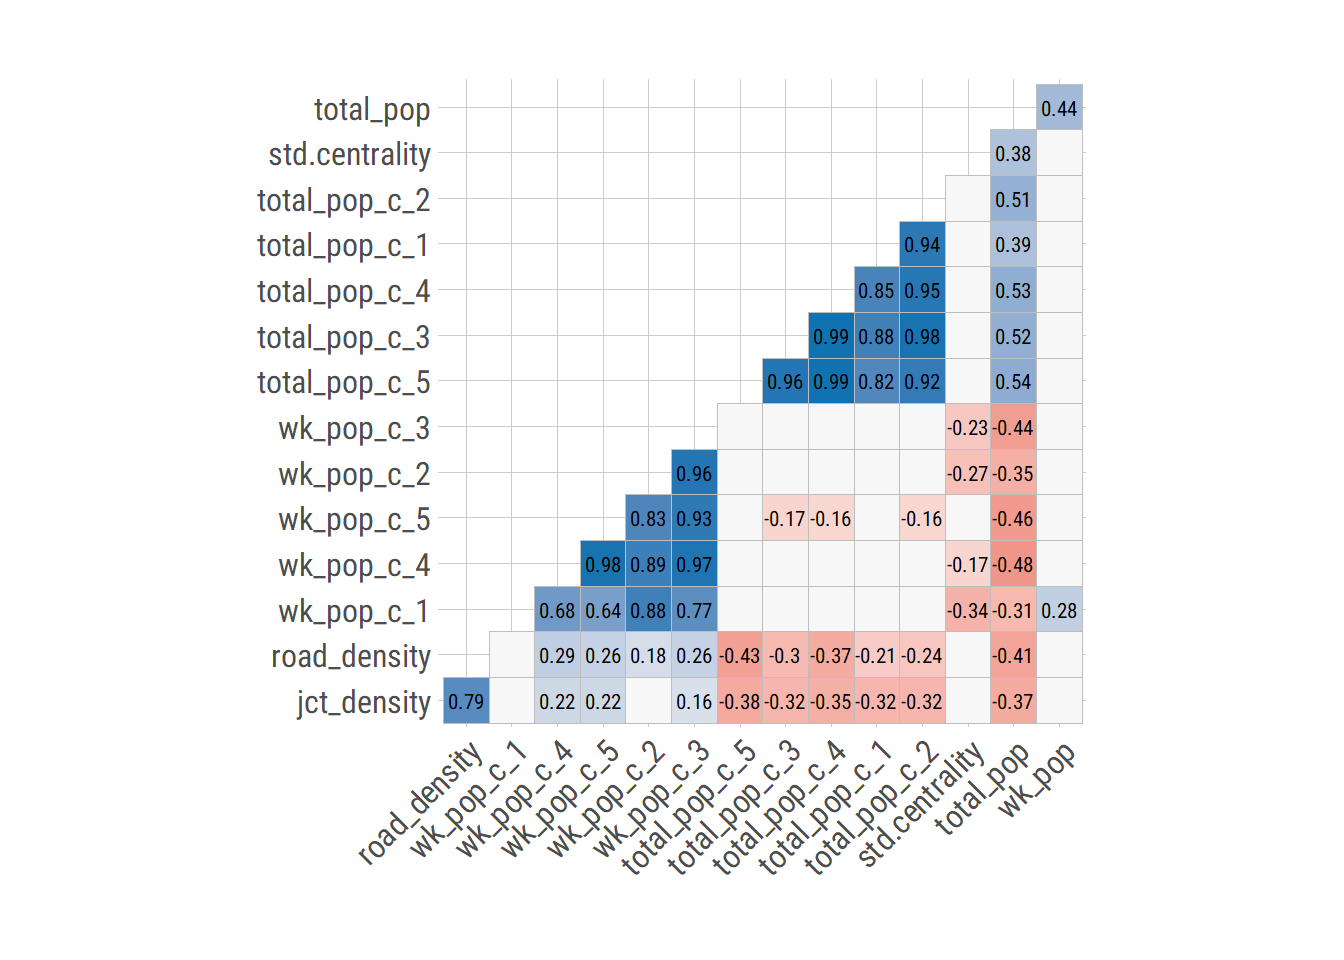 total_pop 0.44
std.centrality 0.38
total_pop_c_2 0.51
total_pop_c_1 0.94 0.39
total_pop_c_4 0.85 0.95 0.53
total_pop_c_3 0.99 0.88 0.98 0.52
total_pop_c_5 0.96 0.99 0.82 0.92 0.54
wk_pop_c_3 -0.23 -0.44
wk_pop_c_2 0.96 -0.27 -0.35
wk_pop_c_5 0.83 0.93 -0.17 -0.16 -0.16 -0.46
wk_pop_c_4 0.98 0.89 0.97 -0.17 -0.48
wk_pop_c_1 0.68 0.64 0.88 0.77 -0.34 -0.31 0.28
road_density 0.29 0.26 0.18 0.26 -0.43 -0.3 -0.37 -0.21 -0.24 -0.41
jct_density 0.79 0.22 0.22 0.16 -0.38 -0.32 -0.35 -0.32 -0.32 -0.37
road_density
wk_pop_c_1
wk_pop_c_4
wk_pop_c_5
wk_pop_c_2
wk_pop_c_3
total_pop_c_5
total_pop_c_3
total_pop_c_4
total_pop_c_1
total_pop_c_2
std.centrality
total_pop
wk_pop